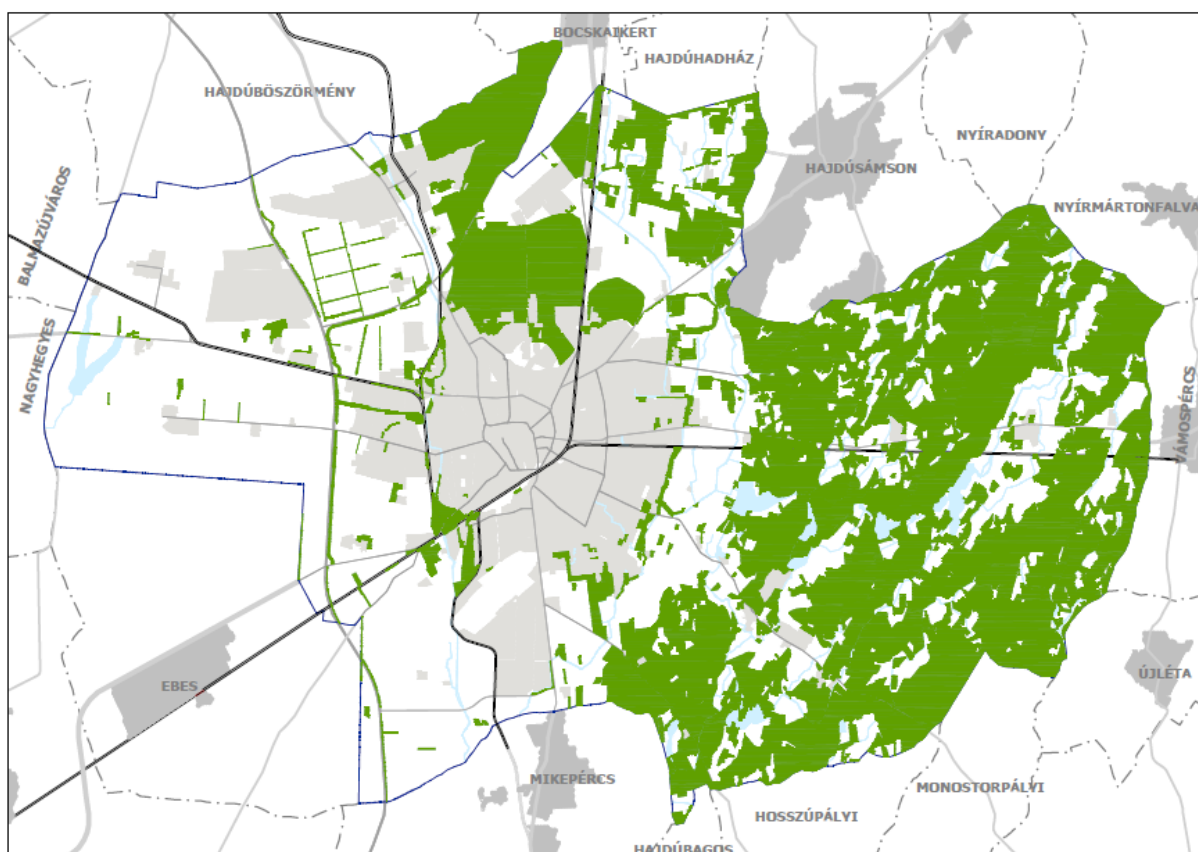 BOCSKAIKERT
HAJDÚHADHÁZ
HAJDÚBÖSZÖRMÉNY
NYÍRADONY
HAJDÚSÁMSON
NYÍRMÁRTONFALVA
BALMAZÚJVÁROS
NAGYHEGYES
VÁMOSPÉRCS
EBES
ÚJLÉTA
MIKEPÉRCS
MONOSTORPÁLYI
HOSSZÚPÁLYI
HAJDÚBAGOS